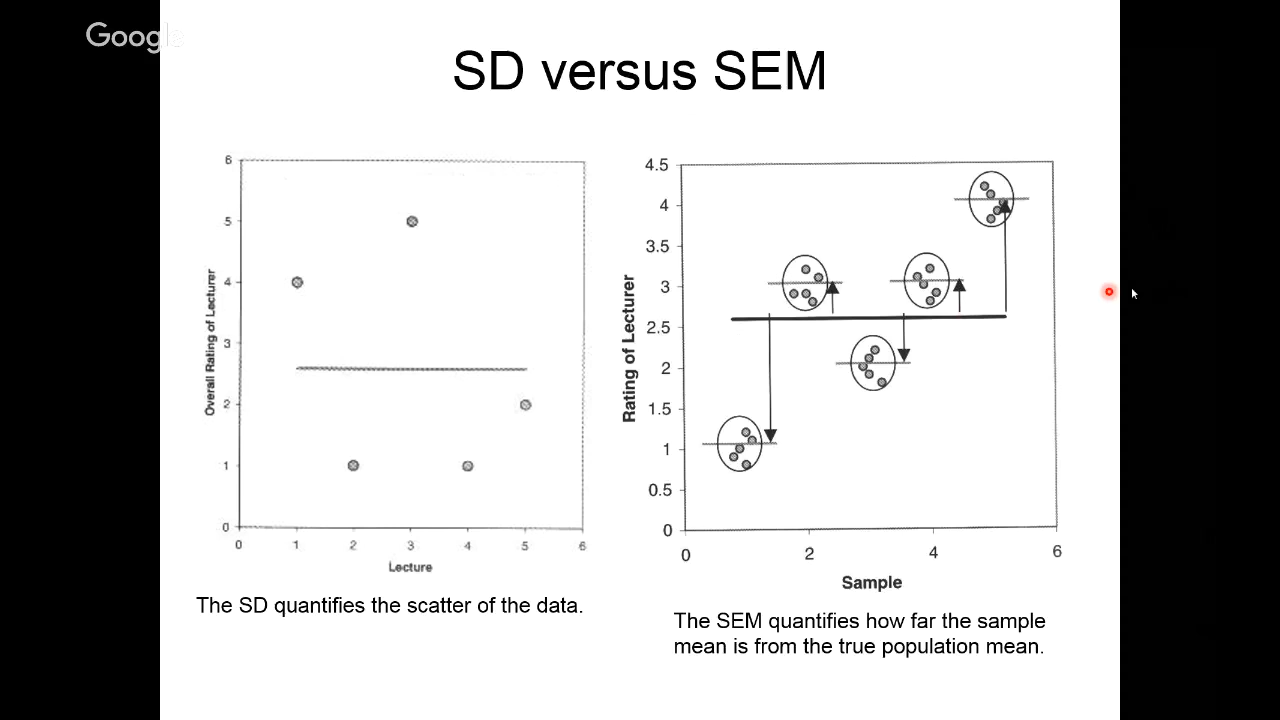 Google
SD versus SEM
6
5
4
3
2
1
0
Overall Rating of Lecturer
0 1 2 3 4 5 6
Lecture
The SD quantifies the scatter of the data.
4.5
4
3.5
3
2.5
2
1.5
1
0.5
0
Rating of Lecturer
0 2 4 6
Sample
The SEM quantifies how far the sample
mean is from the true population mean.